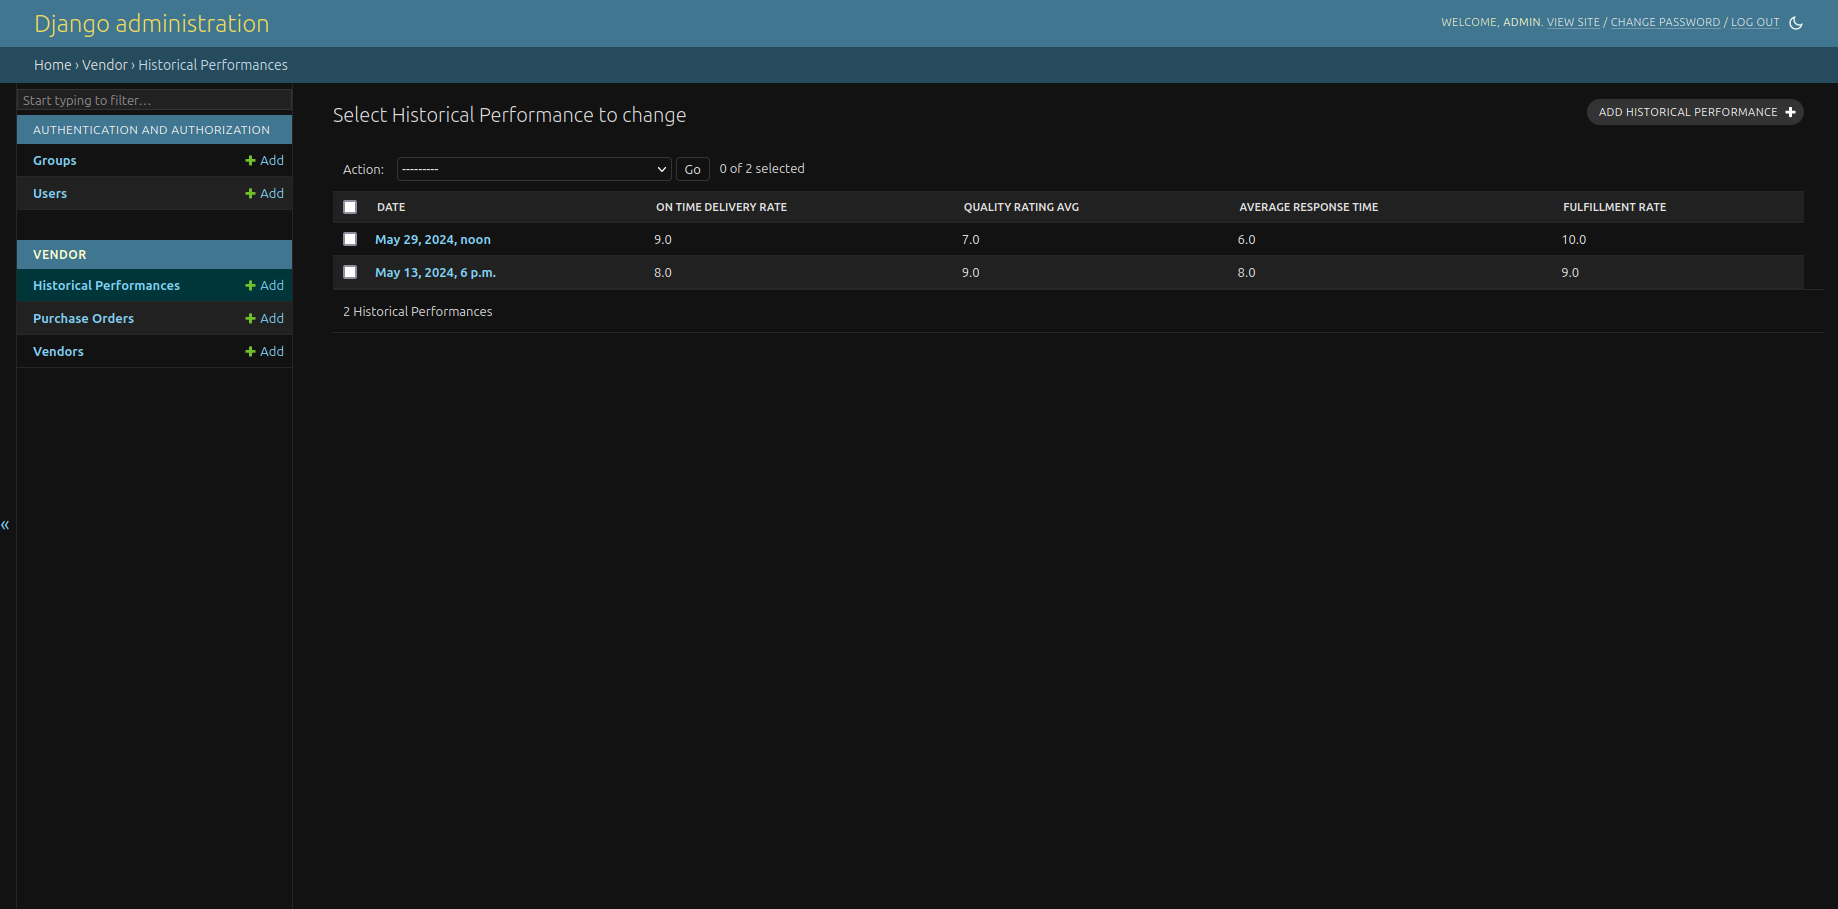 Django administration
WELCOME, ADMIN. VIEW SITE / CHANGE PASSWORD / LOG OUT
Home › Vendor › Historical Performances
Start typing to filter…
AUTHENTICATION AND AUTHORIZATION
Groups Add
Users Add
VENDOR
Historical Performances Add
Purchase Orders Add
Vendors Add
«
Select Historical Performance to change
ADD HISTORICAL PERFORMANCE
Action: --------- Go 0 of 2 selected
DATE ON TIME DELIVERY RATE QUALITY RATING AVG AVERAGE RESPONSE TIME FULFILLMENT RATE
May 29, 2024, noon 9.0 7.0 6.0 10.0
May 13, 2024, 6 p.m. 8.0 9.0 8.0 9.0
2 Historical Performances